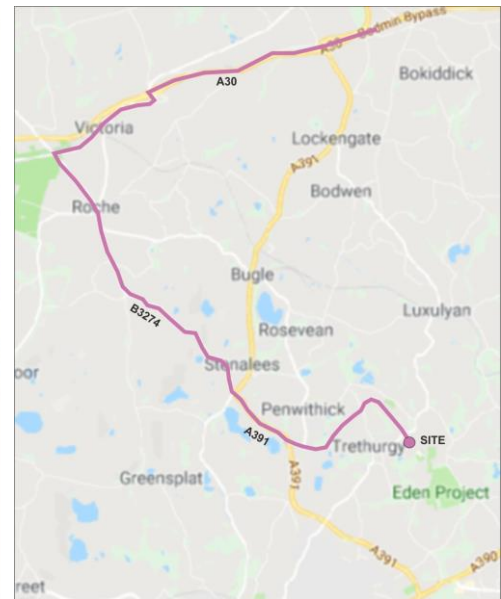 Bodmin Bypass
A30
Bokiddick
A30
Victoria
Lockengate
A391
Bodwen
Roche
Bugle
Luxulyan
B3274
Rosevean
Stenalees
oor
Penwithick
A391
Trethurgy
SITE
A391
Greensplat
Eden Project
A391
A390
reet